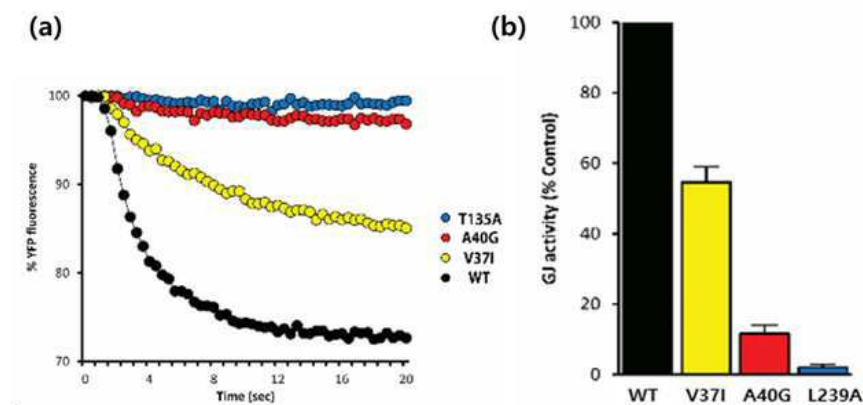 (a)
100
90
80
70
% YFP fluorescence
0 4 8 12 16 20
Time (sec)
T135A
A40G
V37I
WT
(b)
100
80
60
40
20
0
GJ activity (% Control)
WT V37I A40G L239A